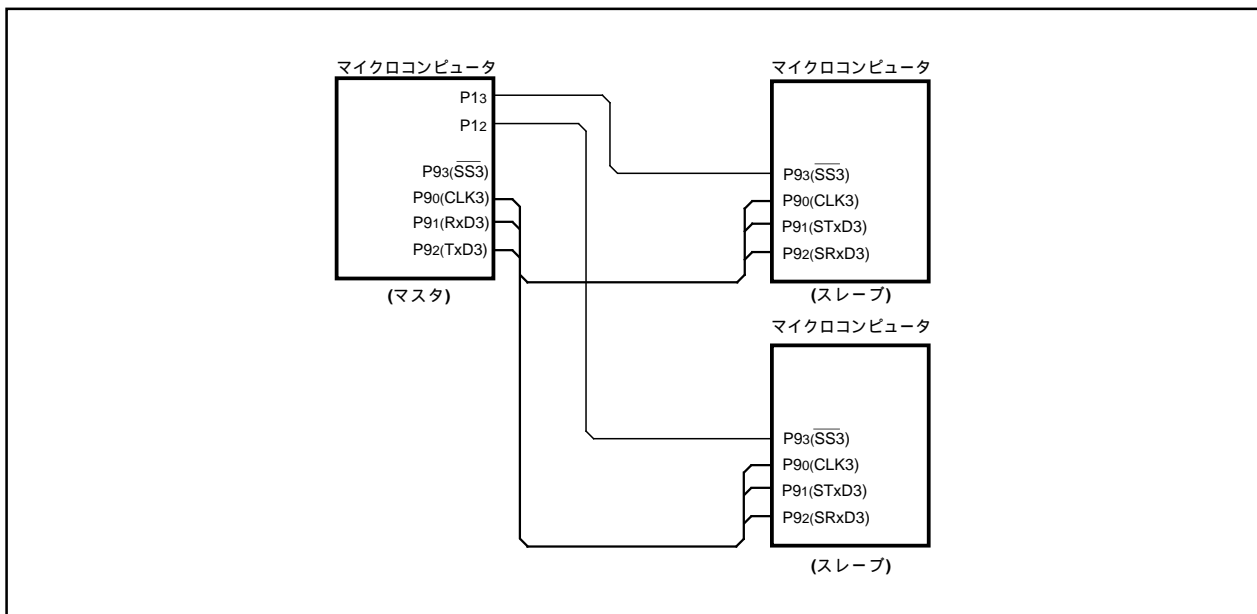 マイクロコンピュータ
P13
P12
P93(SS3)
P90(CLK3)
P91(RxD3)
P92(TxD3)
(マスタ)
マイクロコンピュータ
P93(SS3)
P90(CLK3)
P91(STxD3)
P92(SRxD3)
(スレーブ)
マイクロコンピュータ
P93(SS3)
P90(CLK3)
P91(STxD3)
P92(SRxD3)
(スレーブ)